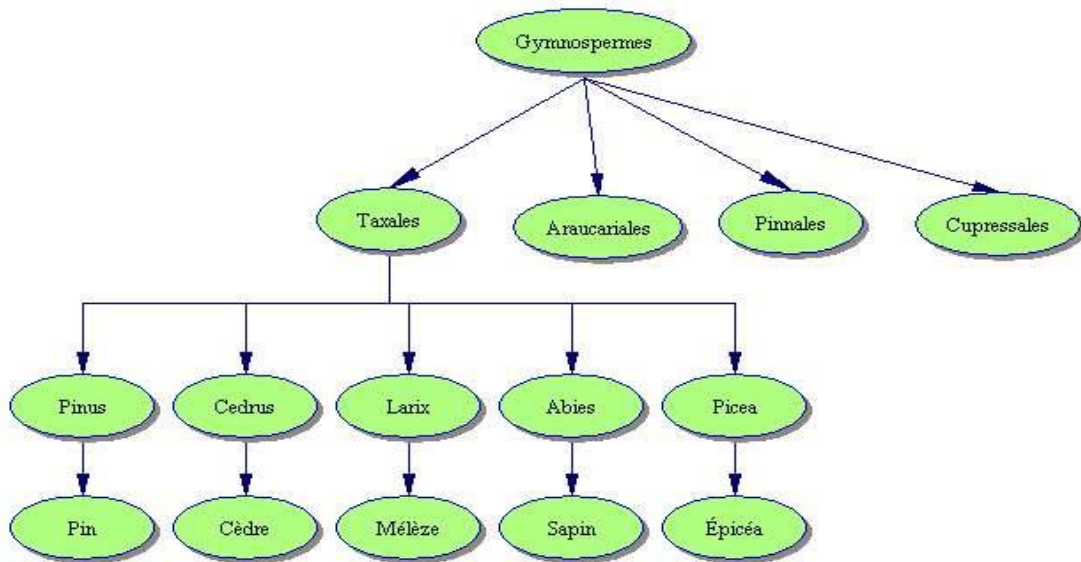 Gymnospermes
Taxales
Araucariales
Pinnales
Cupressales
Pinus
Cedrus
Larix
Abies
Picea
Pin
Cèdre
Mélèze
Sapin
Épicéa